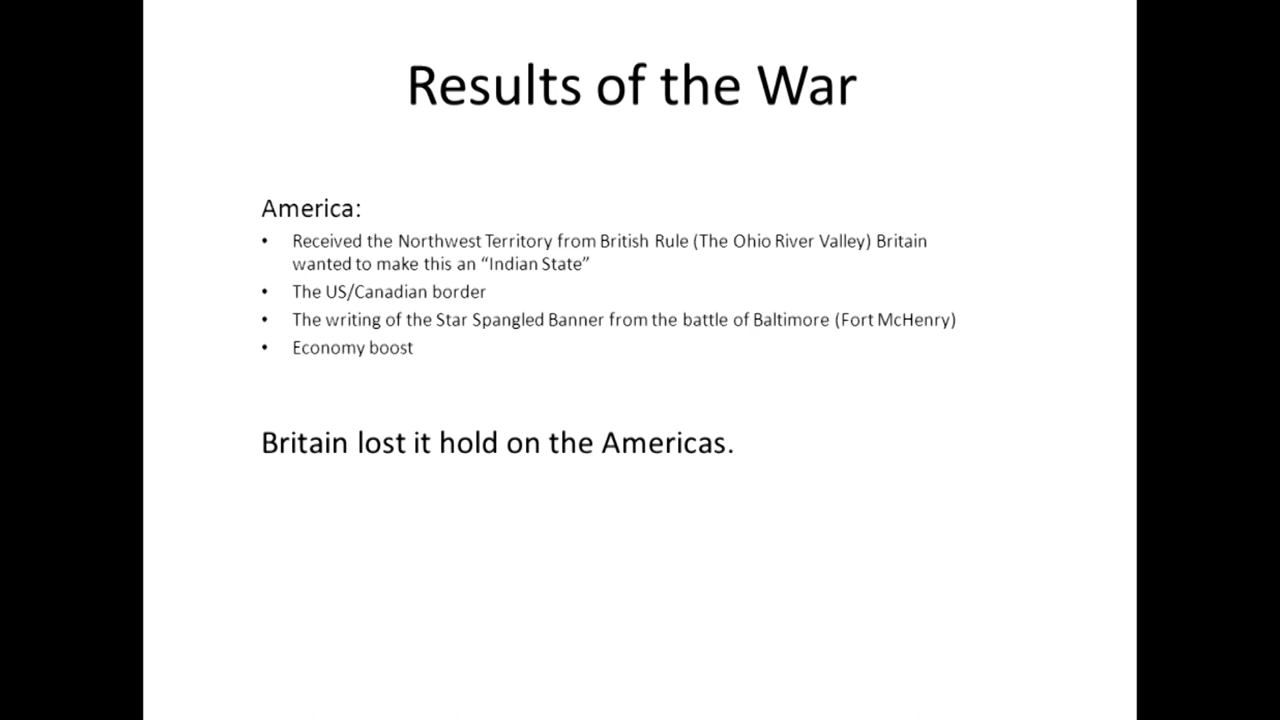 Results of the War
America:
• Received the Northwest Territory from British Rule (The Ohio River Valley) Britain
wanted to make this an “Indian State”
• The US/Canadian border
• The writing of the Star Spangled Banner from the battle of Baltimore (Fort McHenry)
• Economy boost
Britain lost it hold on the Americas.